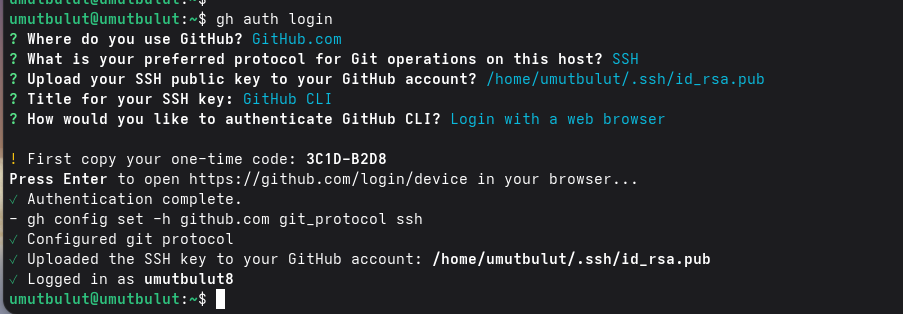 umutbulut@umutbulut:~$ gh auth login
? Where do you use GitHub? GitHub.com
? What is your preferred protocol for Git operations on this host? SSH
? Upload your SSH public key to your GitHub account? /home/umutbulut/.ssh/id_rsa.pub
? Title for your SSH key: GitHub CLI
? How would you like to authenticate GitHub CLI? Login with a web browser
! First copy your one-time code: 3C1D-B2D8
Press Enter to open https://github.com/login/device in your browser...
✓ Authentication complete.
- gh config set -h github.com git_protocol ssh
✓ Configured git protocol
✓ Uploaded the SSH key to your GitHub account: /home/umutbulut/.ssh/id_rsa.pub
✓ Logged in as umutbulut8
umutbulut@umutbulut:~$